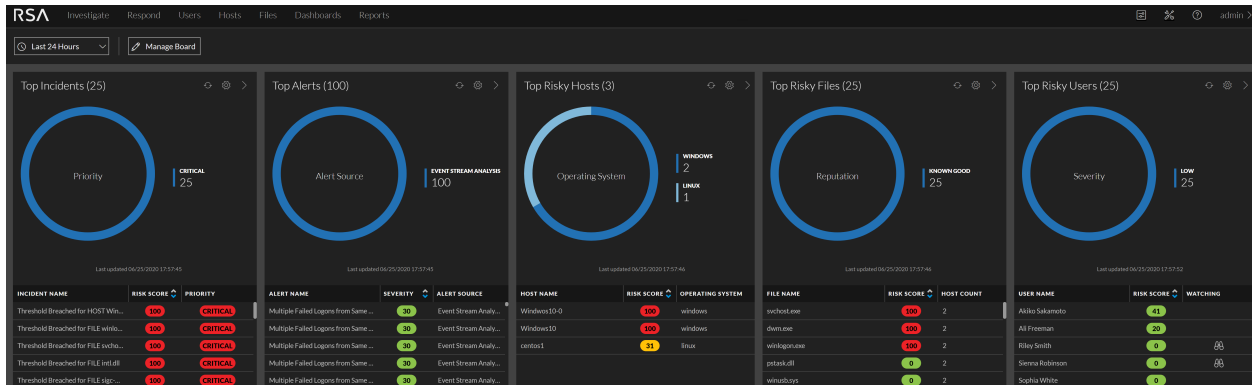 RSA Investigate Respond Users Hosts Files Dashboards Reports admin
Last 24 Hours Manage Board
Top Incidents (25)
Priority
CRITICAL
25
Last updated 06/25/2020 17:57:45
INCIDENT NAME RISK SCORE PRIORITY
Threshold Breached for HOST Win... 100 CRITICAL
Threshold Breached for FILE winlo... 100 CRITICAL
Threshold Breached for FILE svcho... 100 CRITICAL
Threshold Breached for FILE intl.dll 100 CRITICAL
Threshold Breached for FILE sigc-... 100 CRITICAL
Top Alerts (100)
Alert Source
EVENT STREAM ANALYSIS
100
Last updated 06/25/2020 17:57:45
ALERT NAME SEVERITY ALERT SOURCE
Multiple Failed Logons from Same ... 30 Event Stream Analy...
Multiple Failed Logons from Same ... 30 Event Stream Analy...
Multiple Failed Logons from Same ... 30 Event Stream Analy...
Multiple Failed Logons from Same ... 30 Event Stream Analy...
Multiple Failed Logons from Same ... 30 Event Stream Analy...
Top Risky Hosts (3)
Operating System
WINDOWS
2
LINUX
1
Last updated 06/25/2020 17:57:46
HOST NAME RISK SCORE OPERATING SYSTEM
Windwos10-0 100 windows
Windows10 100 windows
centos1 31 linux
Top Risky Files (25)
Reputation
KNOWN GOOD
25
Last updated 06/25/2020 17:57:46
FILE NAME RISK SCORE HOST COUNT
svchost.exe 100 2
dwm.exe 100 2
winlogon.exe 100 2
pstask.dll 0 2
winusb.sys 0 2
Top Risky Users (25)
Severity
LOW
25
Last updated 06/25/2020 17:57:52
USER NAME RISK SCORE WATCHING
Akiko Sakamoto 41
Ali Freeman 20
Riley Smith 0
Sienna Robinson 0
Sophia White 0